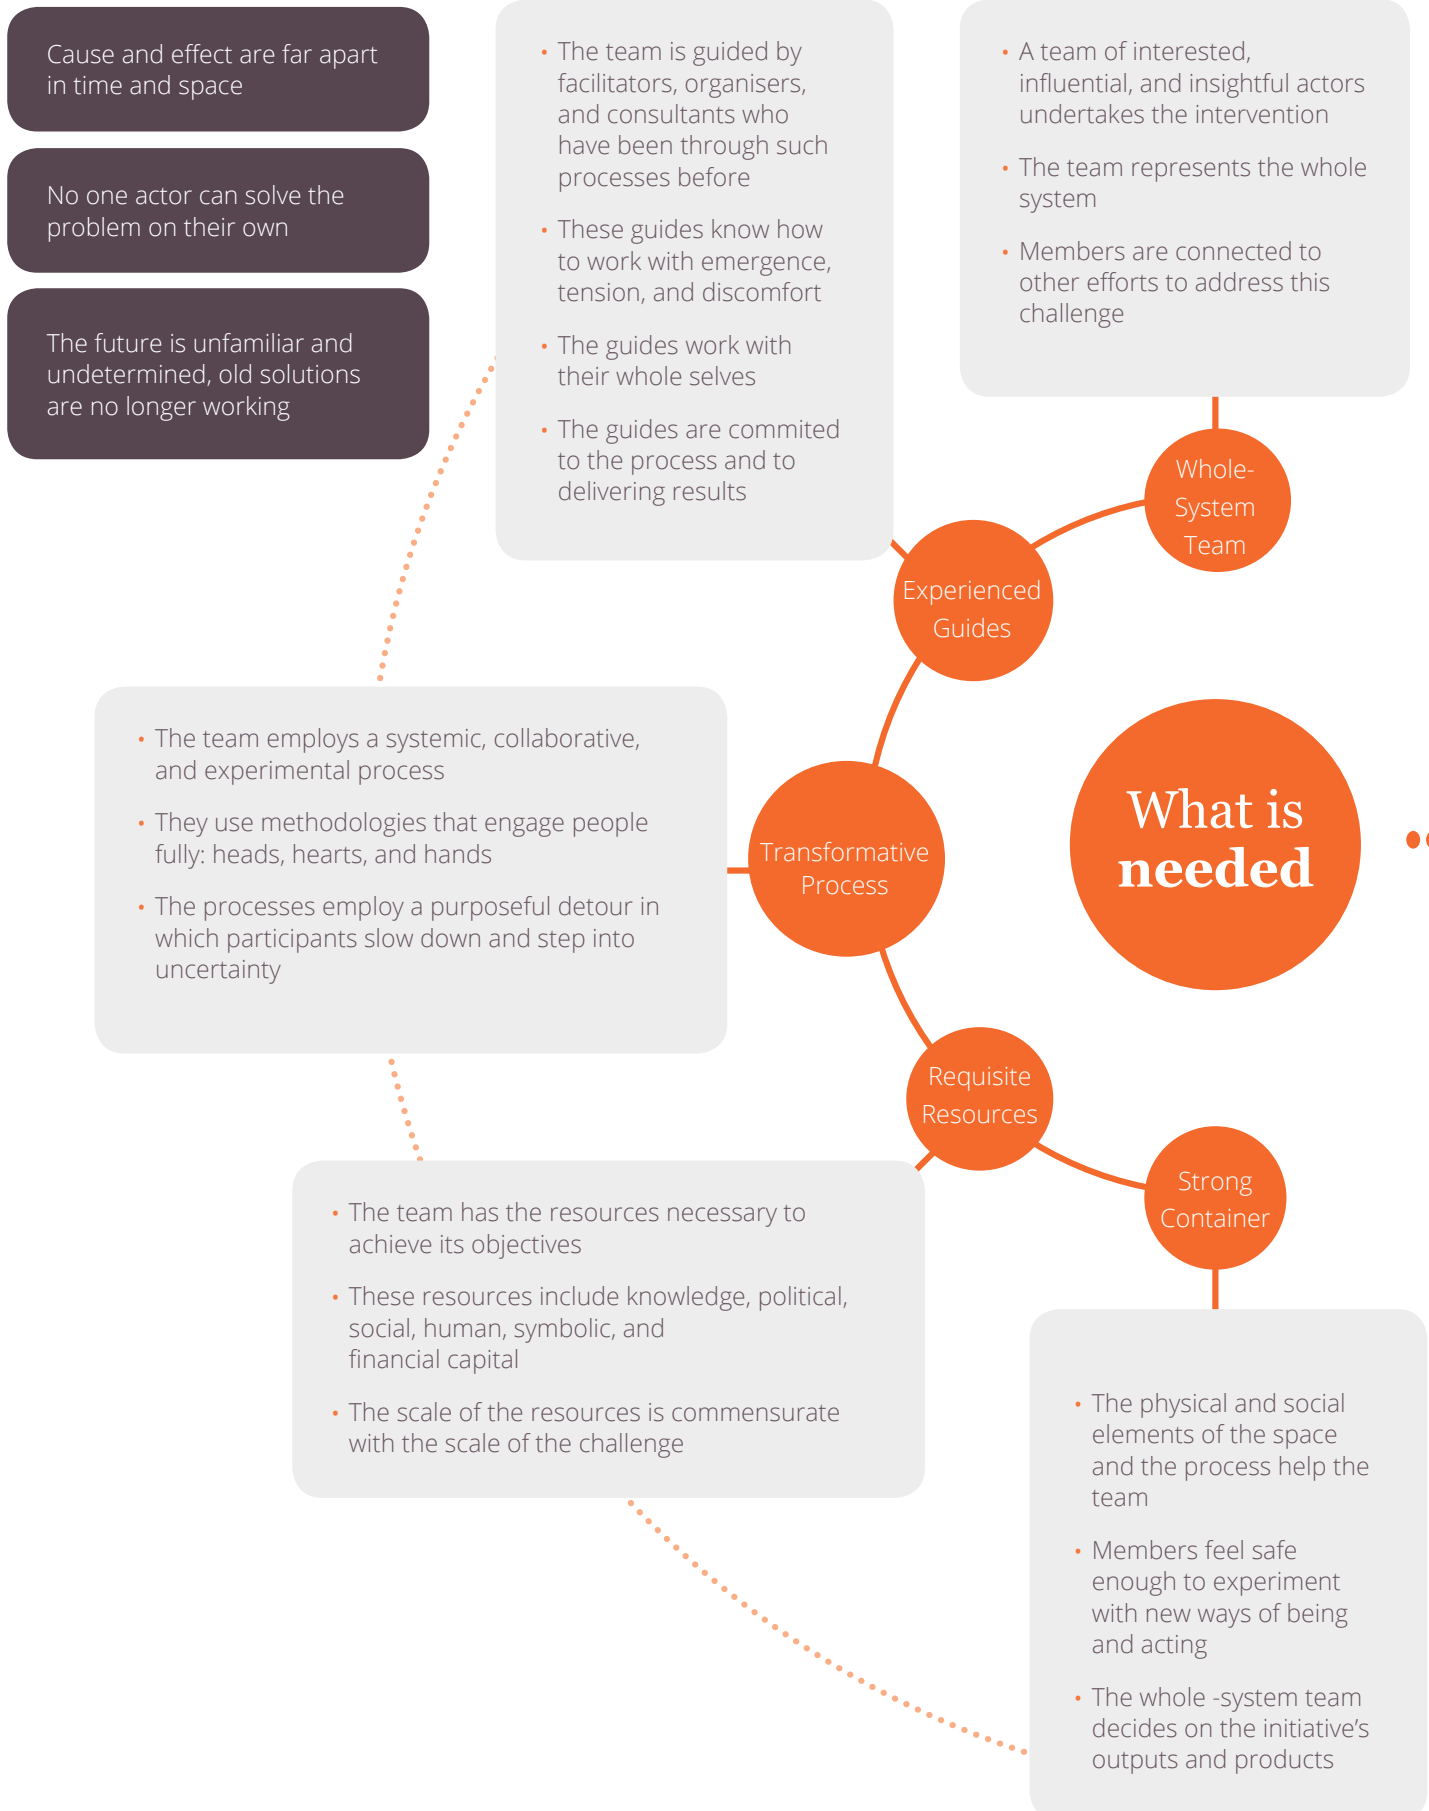 Cause and effect are far apart
in time and space
No one actor can solve the
problem on their own
The future is unfamiliar and
undetermined, old solutions
are no longer working
• The team is guided by
facilitators, organisers,
and consultants who
have been through such
processes before
• These guides know how
to work with emergence,
tension, and discomfort
• The guides work with
their whole selves
• The guides are commited
to the process and to
delivering results
• A team of interested,
influential, and insightful actors
undertakes the intervention
• The team represents the whole
system
• Members are connected to
other efforts to address this
challenge
Whole-
System
Team
Experienced
Guides
• The team employs a systemic, collaborative,
and experimental process
• They use methodologies that engage people
fully: heads, hearts, and hands
• The processes employ a purposeful detour in
which participants slow down and step into
uncertainty
Transformative
Process
What is
needed
Requisite
Resources
Strong
Container
• The team has the resources necessary to
achieve its objectives
• These resources include knowledge, political,
social, human, symbolic, and
financial capital
• The scale of the resources is commensurate
with the scale of the challenge
• The physical and social
elements of the space
and the process help the
team
• Members feel safe
enough to experiment
with new ways of being
and acting
• The whole -system team
decides on the initiative’s
outputs and products